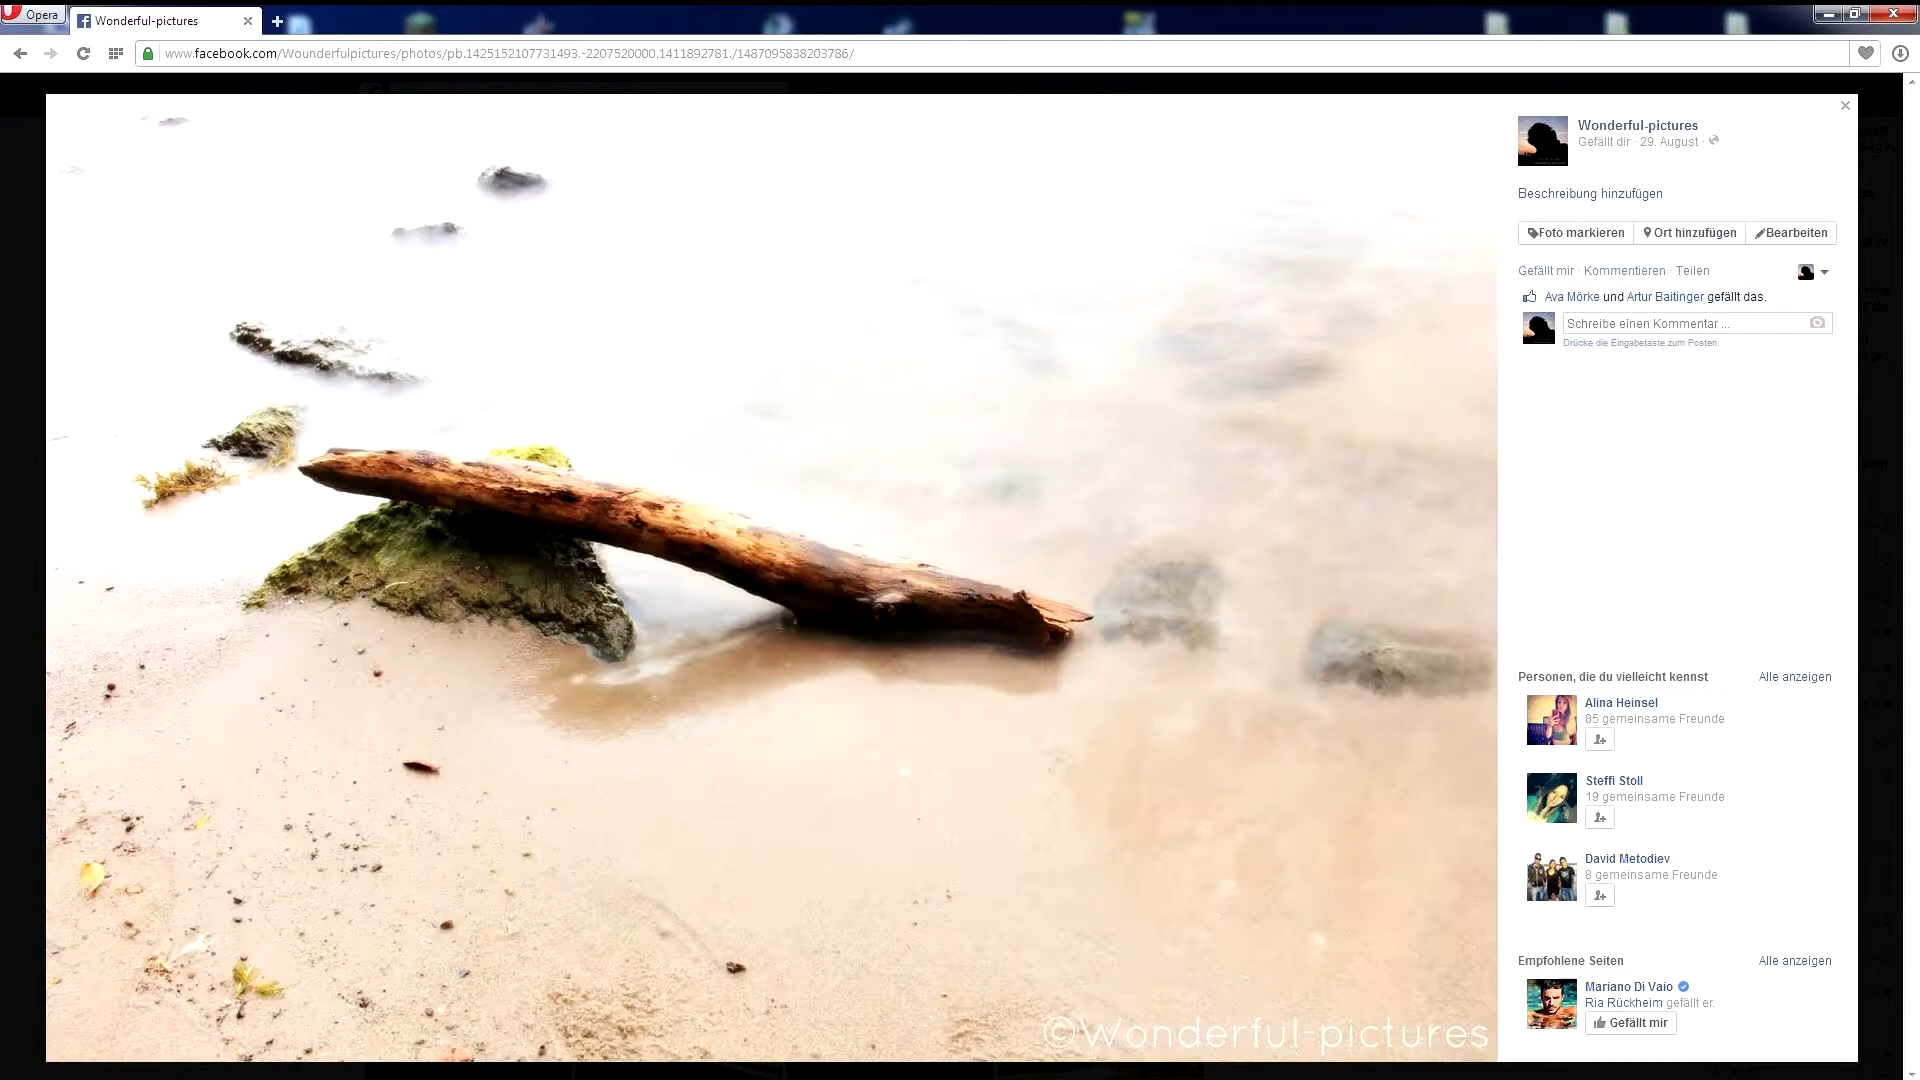 Opera
Wonderful-pictures
www.facebook.com/Wounderfulpictures/photos/pb.1425152107731493.-2207520000.1411892781./1487095838203786/
Wonderful-pictures
Gefällt dir · 29. August ·
Beschreibung hinzufügen
Foto markieren Ort hinzufügen Bearbeiten
Gefällt mir · Kommentieren · Teilen
Ava Mörke und Artur Baitinger gefällt das.
Schreibe einen Kommentar ...
Drücke die Eingabetaste zum Posten.
Personen, die du vielleicht kennst Alle anzeigen
Alina Heinsel
85 gemeinsame Freunde
Steffi Stoll
19 gemeinsame Freunde
David Metodiev
8 gemeinsame Freunde
Empfohlene Seiten Alle anzeigen
Mariano Di Vaio
Ria Rückheim gefällt er.
Gefällt mir
©Wonderful-pictures